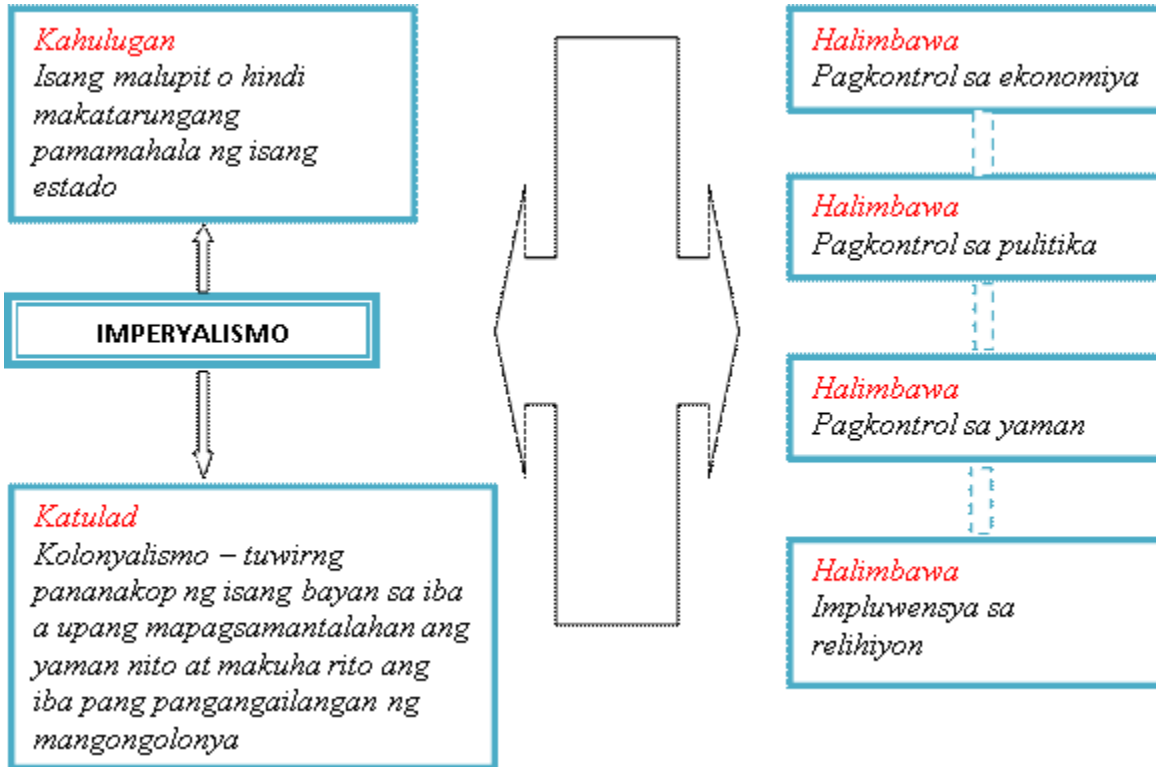 Kahulugan
Isang malupit o hindi
makatarungang
pamamahala ng isang
estado
IMPERYALISMO
Katulad
Kolonyalismo – tuwirng
pananakop ng isang bayan sa iba
a upang mapagsamantalahan ang
yaman nito at makuha rito ang
iba pang pangangailangan ng
mangongolonya
Halimbawa
Pagkontrol sa ekonomiya
Halimbawa
Pagkontrol sa pulitika
Halimbawa
Pagkontrol sa yaman
Halimbawa
Impluwensya sa
relihiyon